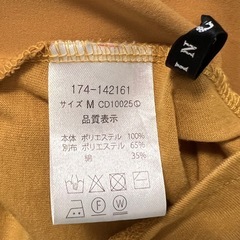 174-142161
サイズ M CD10025①
品質表示
本体 ポリエステル 100%
別布 ポリエステル 65%
綿 35%
N
I